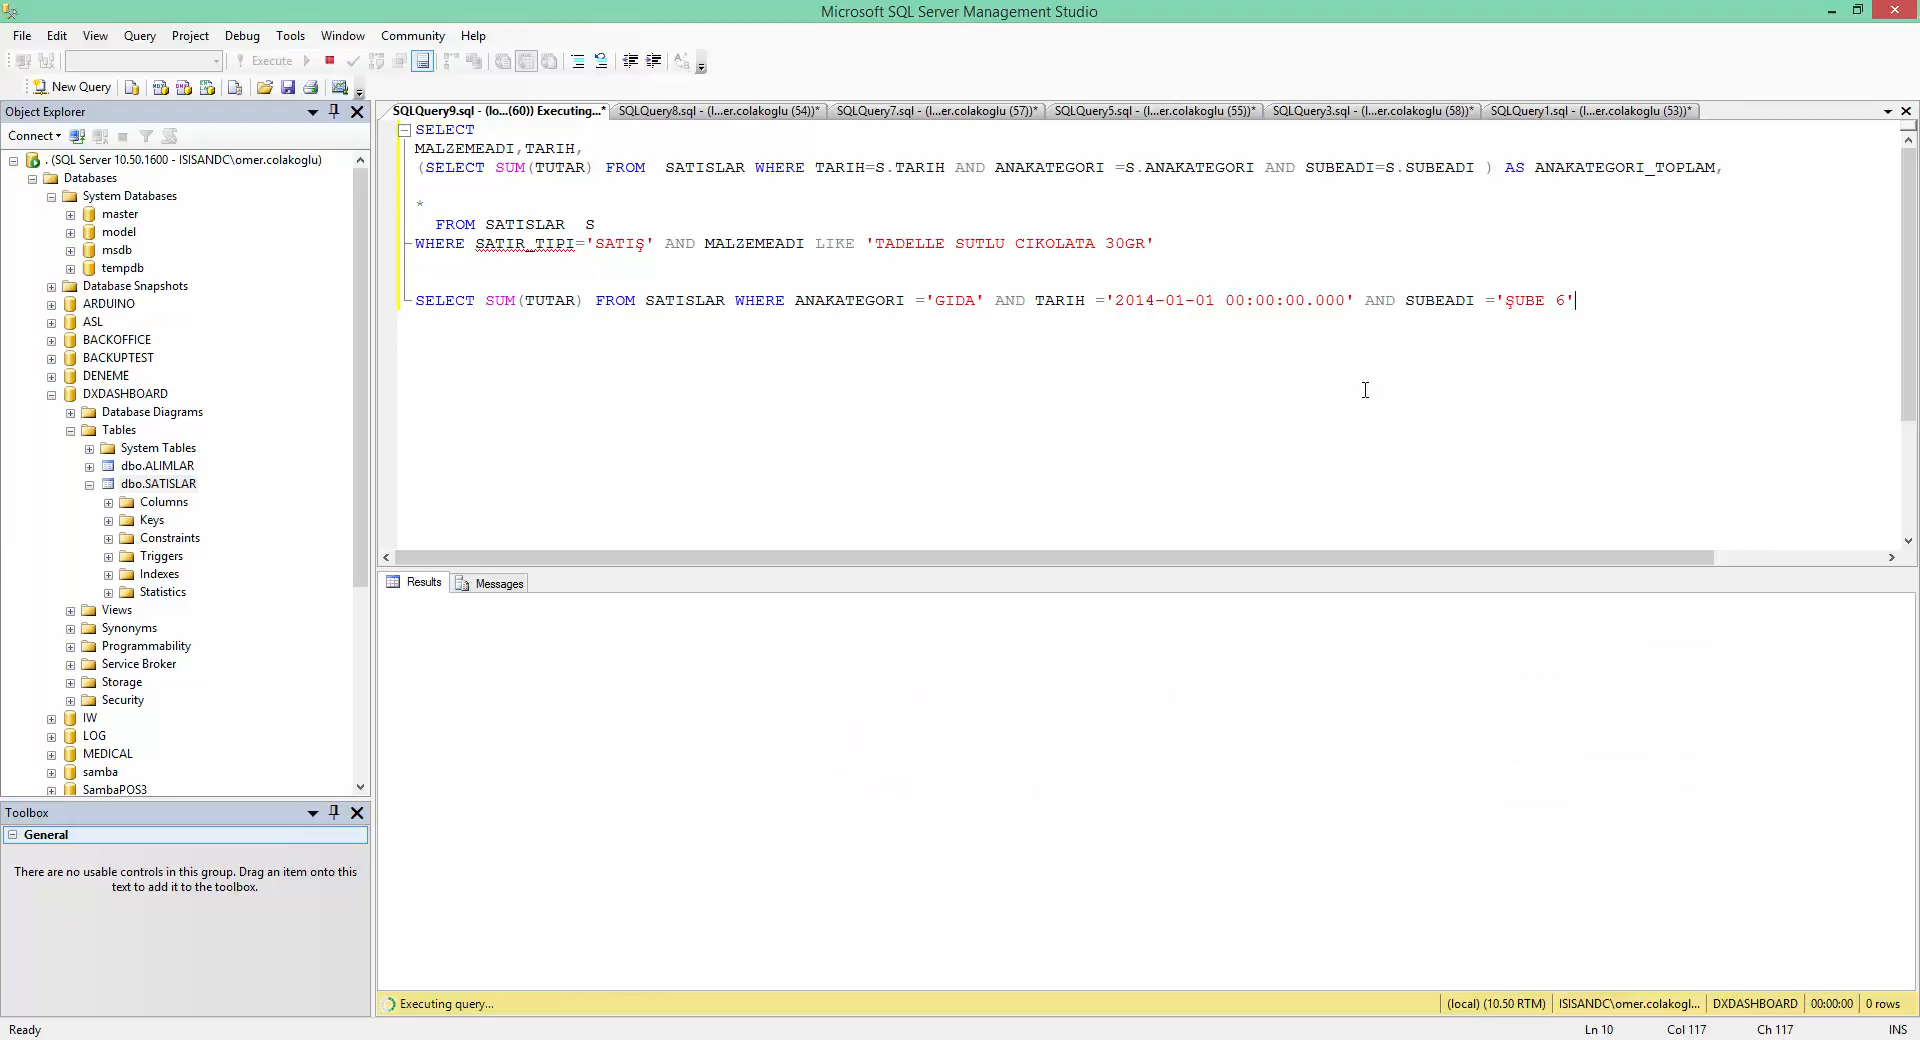 Microsoft SQL Server Management Studio
File Edit View Query Project Debug Tools Window Community Help
Execute
New Query
Object Explorer
Connect
. (SQL Server 10.50.1600 - ISISANDC\omer.colakoglu)
Databases
System Databases
master
model
msdb
tempdb
Database Snapshots
ARDUINO
ASL
BACKOFFICE
BACKUPTEST
DENEME
DXDASHBOARD
Database Diagrams
Tables
System Tables
dbo.ALIMLAR
dbo.SATISLAR
Columns
Keys
Constraints
Triggers
Indexes
Statistics
Views
Synonyms
Programmability
Service Broker
Storage
Security
IW
LOG
MEDICAL
samba
SambaPOS3
Toolbox
General
There are no usable controls in this group. Drag an item onto this
text to add it to the toolbox.
SQLQuery9.sql - (lo...(60)) Executing...* SQLQuery8.sql - (l...er.colakoglu (54))* SQLQuery7.sql - (l...er.colakoglu (57))* SQLQuery5.sql - (l...er.colakoglu (55))* SQLQuery3.sql - (l...er.colakoglu (58))* SQLQuery1.sql - (l...er.colakoglu (53))*
SELECT
MALZEMEADI,TARIH,
(SELECT SUM(TUTAR) FROM SATISLAR WHERE TARIH=S.TARIH AND ANAKATEGORI =S.ANAKATEGORI AND SUBEADI=S.SUBEADI ) AS ANAKATEGORI_TOPLAM,
*
FROM SATISLAR S
WHERE SATIR_TIPI='SATIŞ' AND MALZEMEADI LIKE 'TADELLE SUTLU CIKOLATA 30GR'
SELECT SUM(TUTAR) FROM SATISLAR WHERE ANAKATEGORI ='GIDA' AND TARIH ='2014-01-01 00:00:00.000' AND SUBEADI ='ŞUBE 6'
Results Messages
Executing query... (local) (10.50 RTM) ISISANDC\omer.colakogl... DXDASHBOARD 00:00:00 0 rows
Ready Ln 10 Col 117 Ch 117 INS